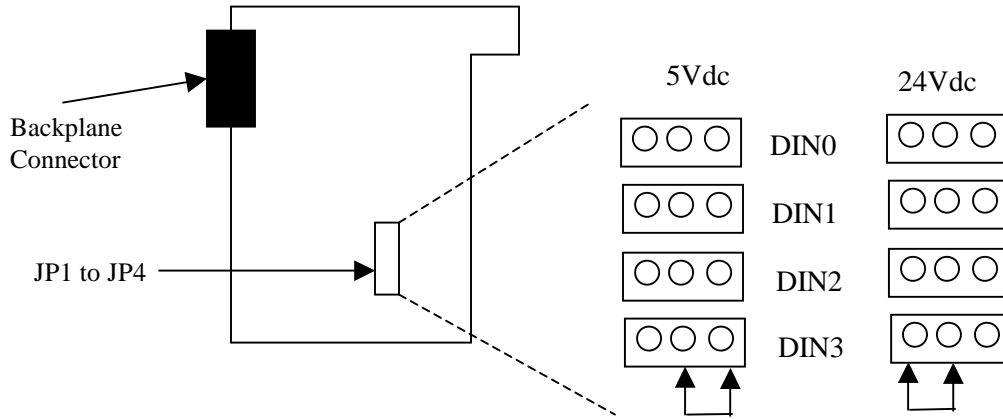 5Vdc
24Vdc
Backplane
Connector
DIN0
DIN1
JP1 to JP4
DIN2
DIN3